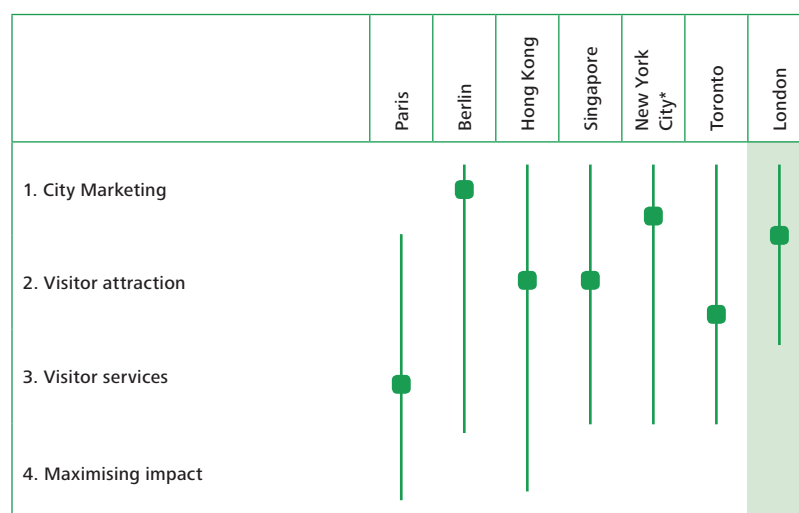 Paris
Berlin
Hong Kong
Singapore
New York
City*
Toronto
London
1. City Marketing
2. Visitor attraction
3. Visitor services
4. Maximising impact